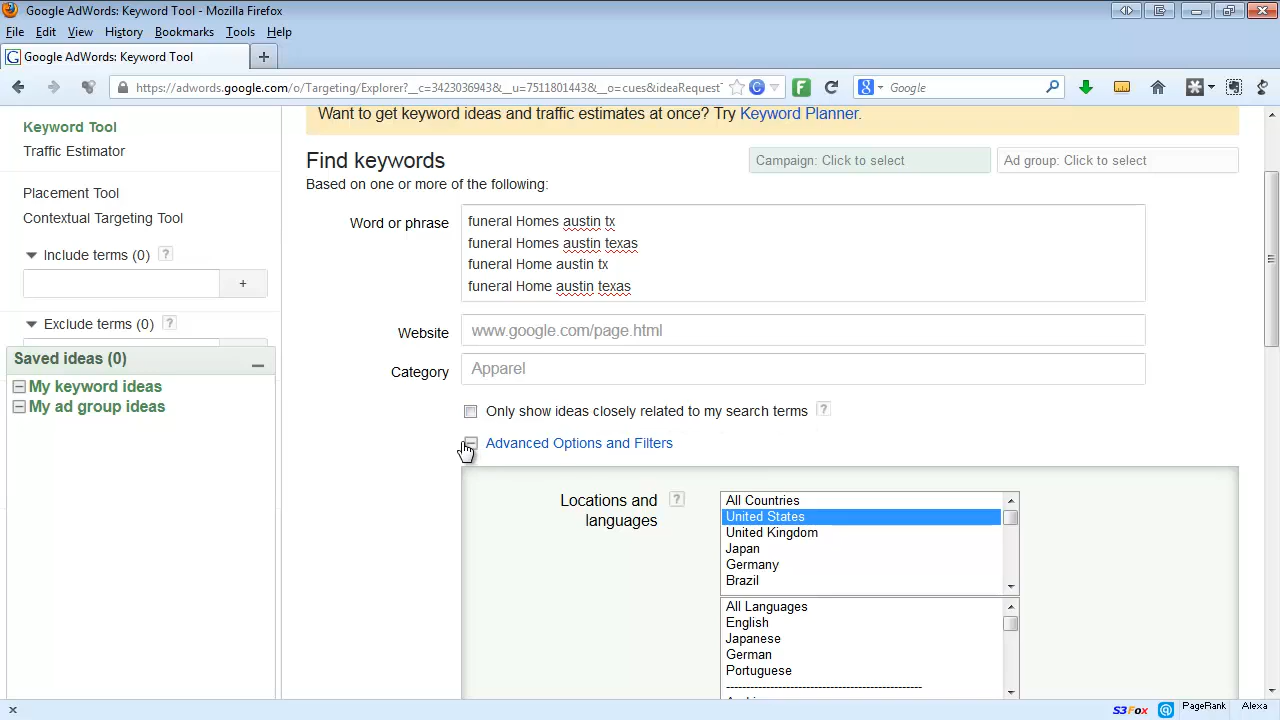 Google AdWords: Keyword Tool - Mozilla Firefox
File Edit View History Bookmarks Tools Help
Google AdWords: Keyword Tool
https://adwords.google.com/o/Targeting/Explorer?__c=3423036943&__u=7511801443&__o=cues&ideaRequestT
Google
Want to get keyword ideas and traffic estimates at once? Try Keyword Planner.
Keyword Tool
Traffic Estimator
Placement Tool
Contextual Targeting Tool
Include terms (0) ?
+
Exclude terms (0) ?
Saved ideas (0)
My keyword ideas
My ad group ideas
Find keywords
Campaign: Click to select
Ad group: Click to select
Based on one or more of the following:
Word or phrase
funeral Homes austin tx
funeral Homes austin texas
funeral Home austin tx
funeral Home austin texas
Website
www.google.com/page.html
Category
Apparel
Only show ideas closely related to my search terms ?
Advanced Options and Filters
Locations and languages ?
All Countries
United States
United Kingdom
Japan
Germany
Brazil
All Languages
English
Japanese
German
Portuguese
S3Fox PageRank Alexa